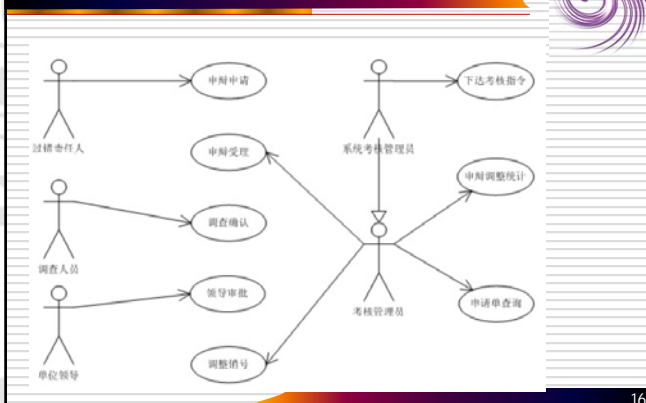 申辩申请
下达考核指令
过错责任人
申辩受理
系统考核管理员
申辩调整统计
调查确认
调查人员
领导审批
考核管理员
申请单查询
调整销号
单位领导
16